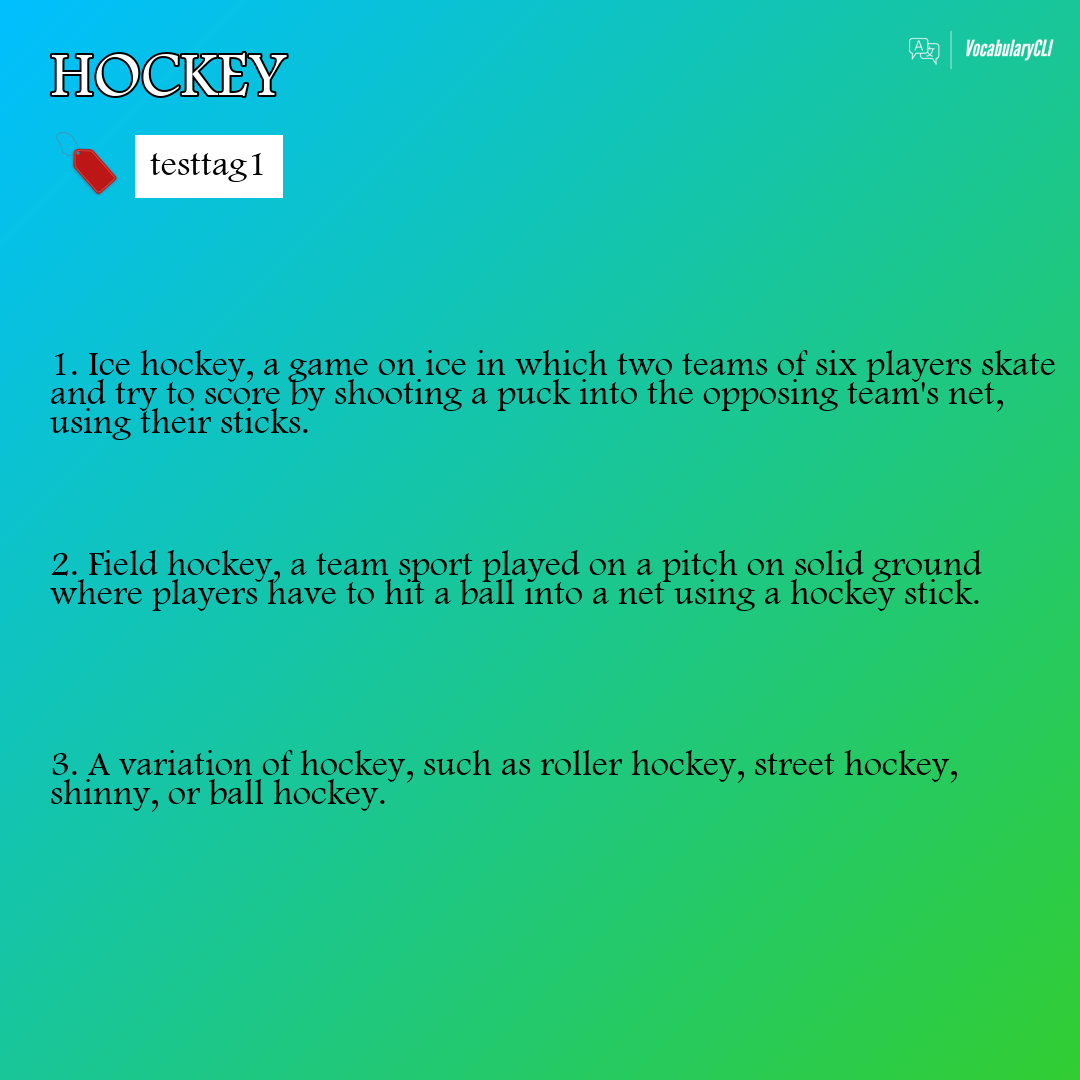 HOCKEY
VocabularyCLI
testtag1
1. Ice hockey, a game on ice in which two teams of six players skate
and try to score by shooting a puck into the opposing team's net,
using their sticks.
2. Field hockey, a team sport played on a pitch on solid ground
where players have to hit a ball into a net using a hockey stick.
3. A variation of hockey, such as roller hockey, street hockey,
shinny, or ball hockey.